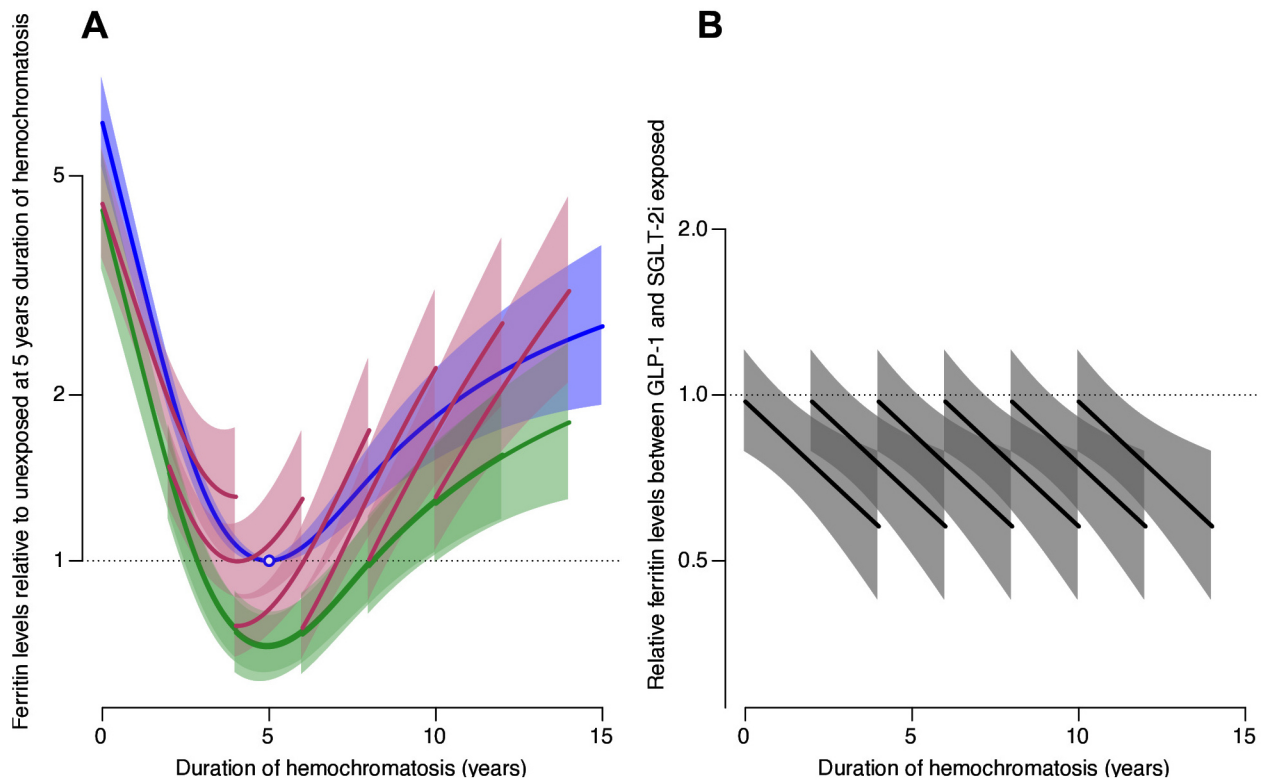 A
Ferritin levels relative to unexposed at 5 years duration of hemochromatosis
5
2
1
0
5
10
15
Duration of hemochromatosis (years)
B
Relative ferritin levels between GLP-1 and SGLT-2i exposed
2.0
1.0
0.5
0
5
10
15
Duration of hemochromatosis (years)